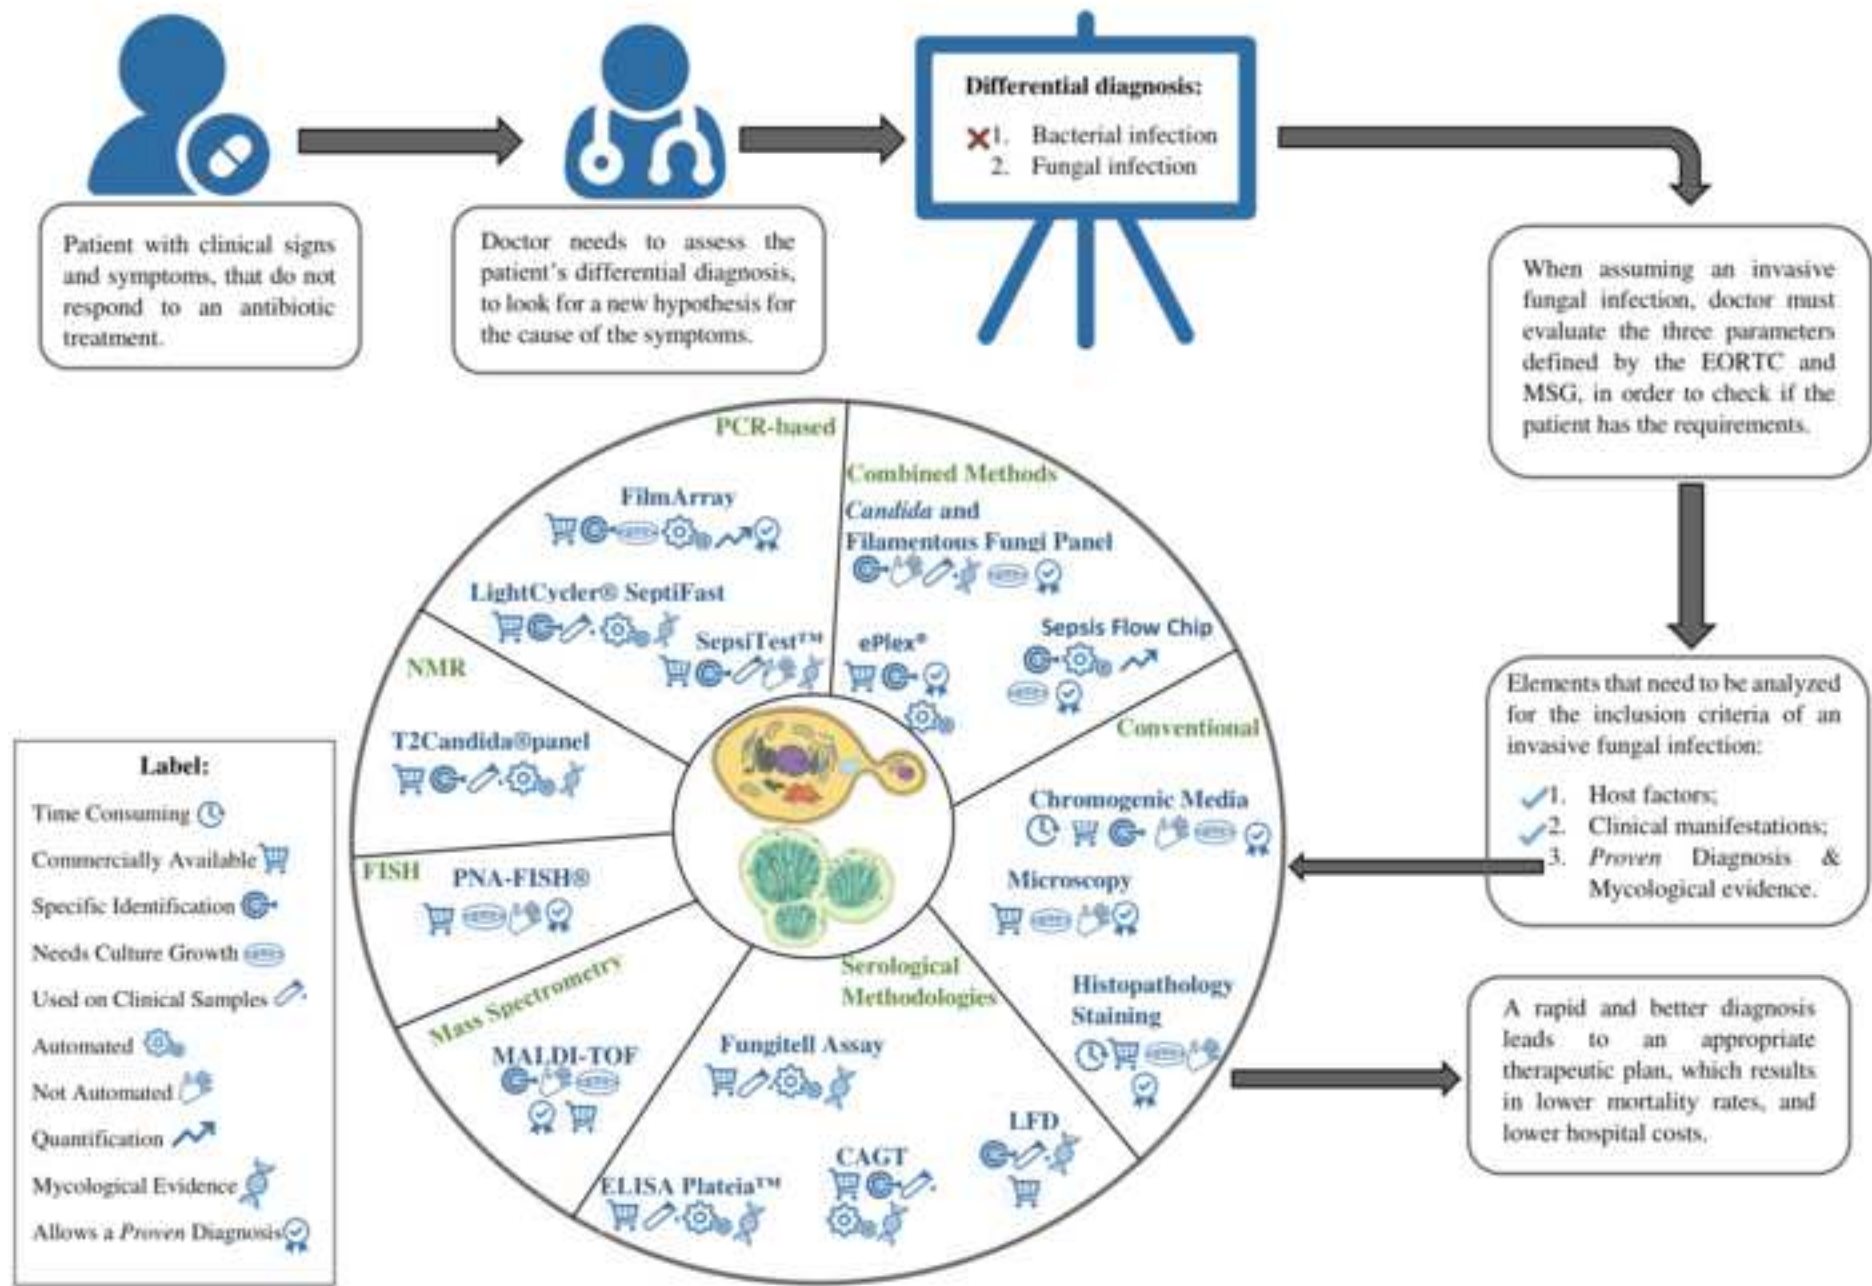 Differential diagnosis:
1. Bacterial infection
2. Fungal infection
Patient with clinical signs
and symptoms, that do not
respond to an antibiotic
treatment.
Doctor needs to assess the
patient's differential diagnosis,
to look for a new hypothesis for
the cause of the symptoms.
When assuming an invasive
fungal infection, doctor must
evaluate the three parameters
defined by the EORTC and
MSG, in order to check if the
patient has the requirements.
Elements that need to be analyzed
for the inclusion criteria of an
invasive fungal infection:
1. Host factors;
2. Clinical manifestations;
3. Proven Diagnosis &
Mycological evidence.
PCR-based
FilmArray
LightCycler® SeptiFast
SepsiTest™
Combined Methods
Candida and
Filamentous Fungi Panel
ePlex®
Sepsis Flow Chip
Conventional
Chromogenic Media
Microscopy
Histopathology
Staining
Serological
Methodologies
Fungitell Assay
LFD
CAGT
ELISA Plateia™
Mass Spectrometry
MALDI-TOF
FISH
PNA-FISH®
NMR
T2Candida®panel
Label:
Time Consuming
Commercially Available
Specific Identification
Needs Culture Growth
Used on Clinical Samples
Automated
Not Automated
Quantification
Mycological Evidence
Allows a Proven Diagnosis
A rapid and better diagnosis
leads to an appropriate
therapeutic plan, which results
in lower mortality rates, and
lower hospital costs.